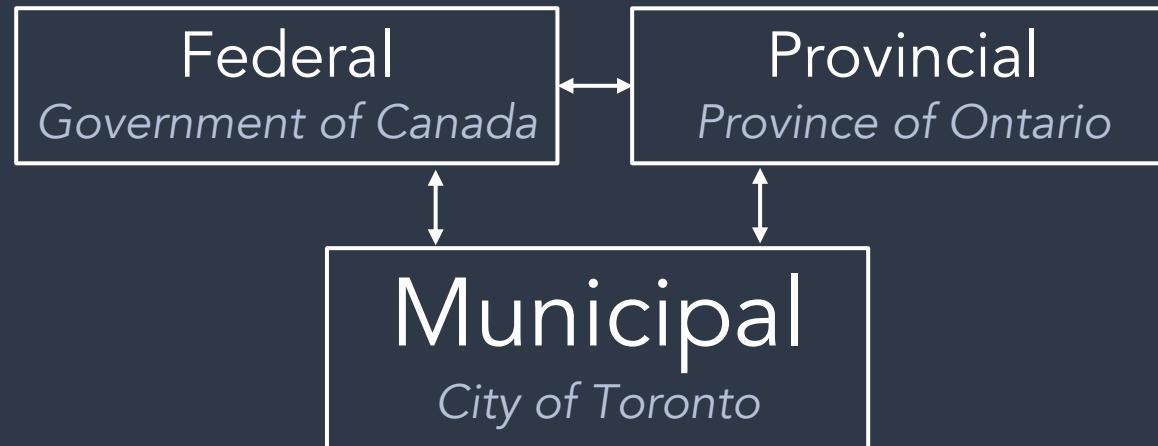 Federal
Government of Canada
Provincial
Province of Ontario
Municipal
City of Toronto